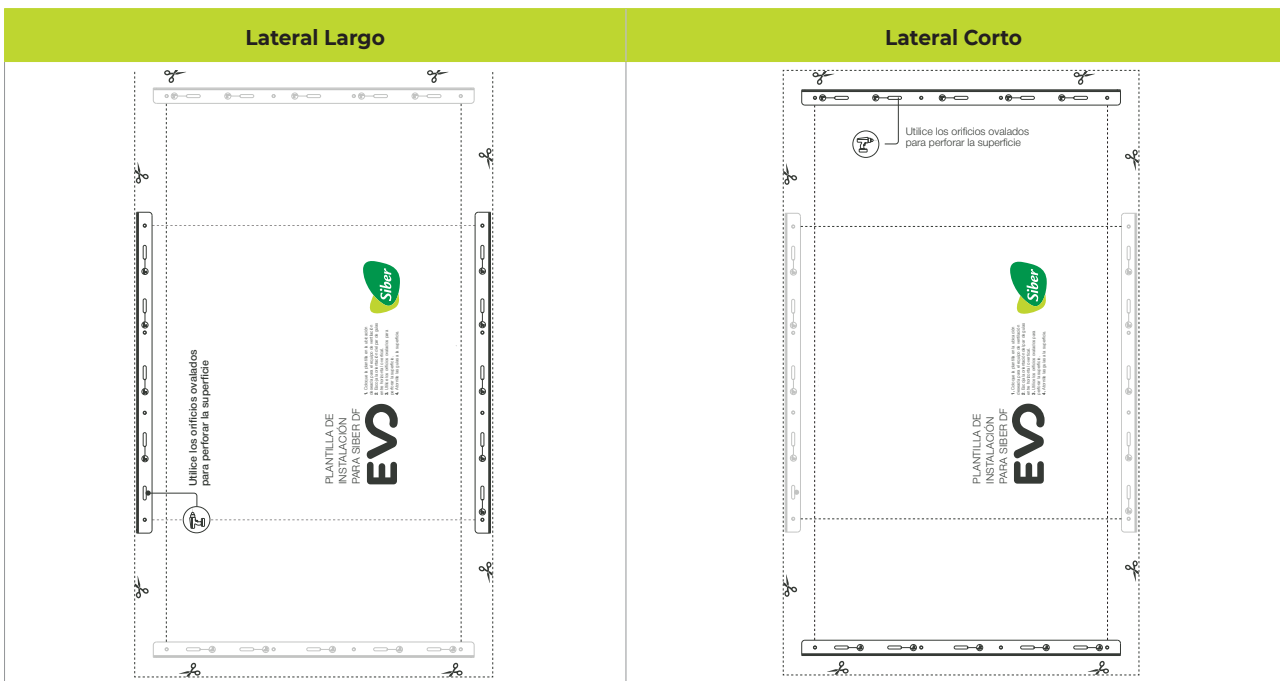 Lateral Largo
Lateral Corto
Utilice los orificios ovalados
para perforar la superficie
PLANTILLA DE
INSTALACIÓN
PARA SIBER DF
EVO
Siber
Utilice los orificios ovalados
para perforar la superficie
PLANTILLA DE
INSTALACIÓN
PARA SIBER DF
EVO
Siber